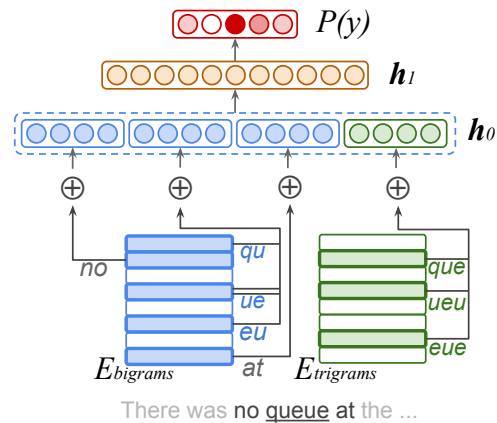 P(y)
h1
h0
no qu que
ue ueu
eu eue
at
Ebigrams Etrigrams
There was no queue at the ...